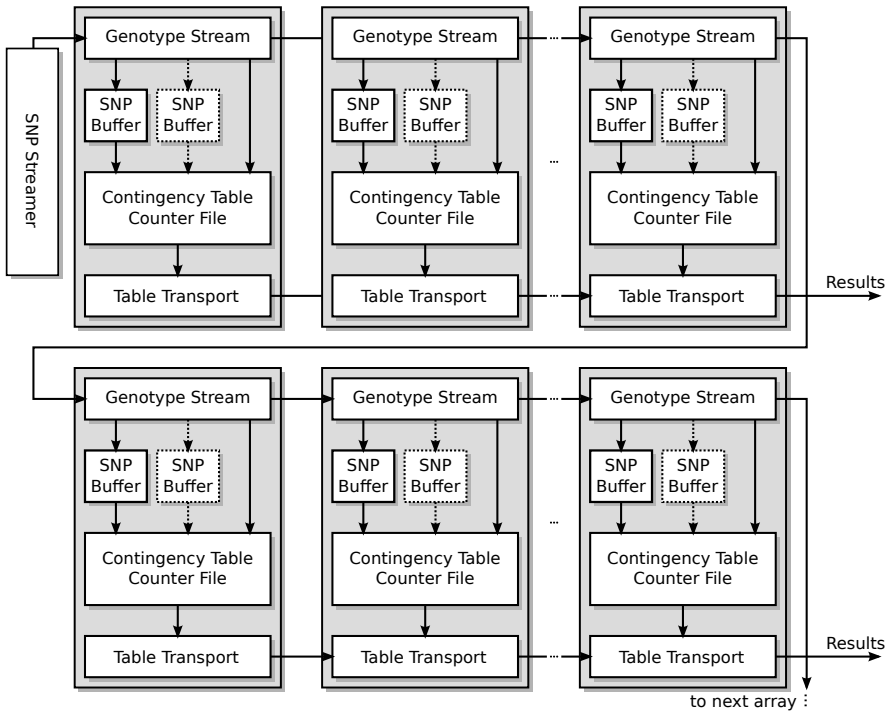 SNP Streamer
Genotype Stream
SNP
Buffer
SNP
Buffer
Contingency Table
Counter File
Table Transport
Genotype Stream
SNP
Buffer
SNP
Buffer
Contingency Table
Counter File
Table Transport
...
...
...
Genotype Stream
SNP
Buffer
SNP
Buffer
Contingency Table
Counter File
Table Transport
Results
Genotype Stream
SNP
Buffer
SNP
Buffer
Contingency Table
Counter File
Table Transport
Genotype Stream
SNP
Buffer
SNP
Buffer
Contingency Table
Counter File
Table Transport
...
...
...
Genotype Stream
SNP
Buffer
SNP
Buffer
Contingency Table
Counter File
Table Transport
Results
to next array